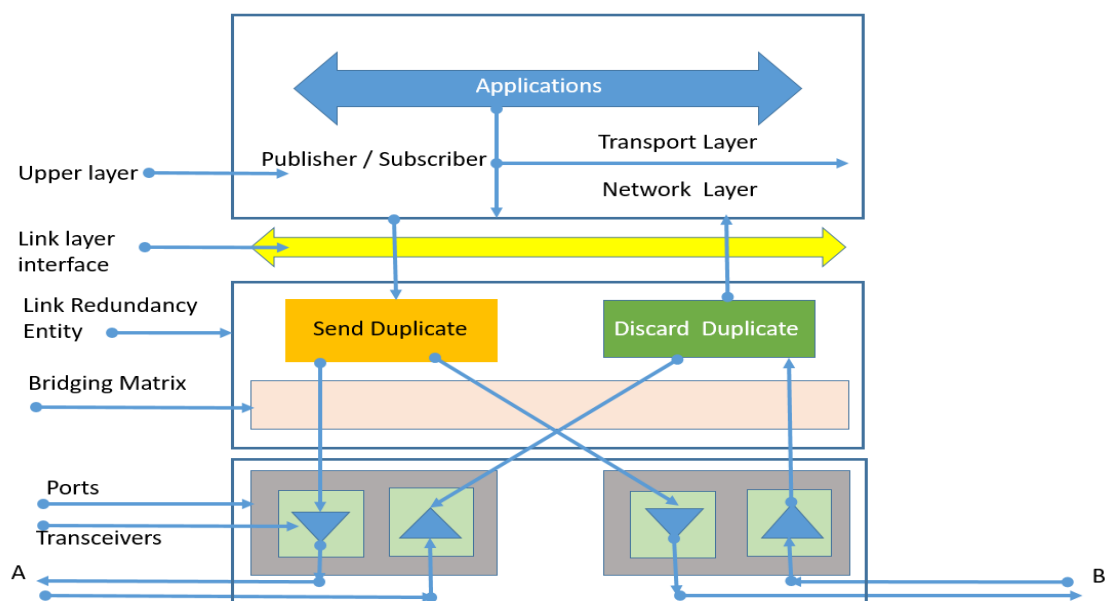 Applications
Transport Layer
Publisher / Subscriber
Upper layer
Network Layer
Link layer
interface
Link Redundancy
Entity
Send Duplicate
Discard Duplicate
Bridging Matrix
Ports
Transceivers
A
B